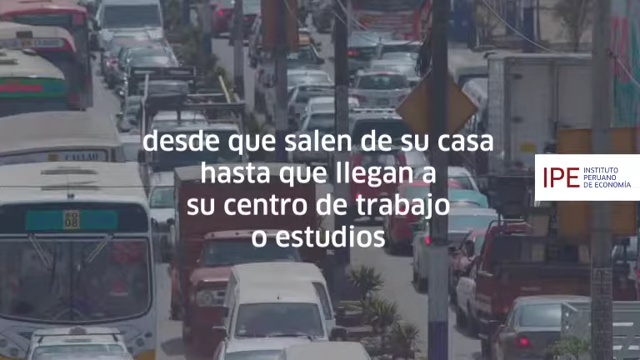 desde que salen de su casa
hasta que llegan a
su centro de trabajo
o estudios
IPE
INSTITUTO
PERUANO
DE ECONOMÍA